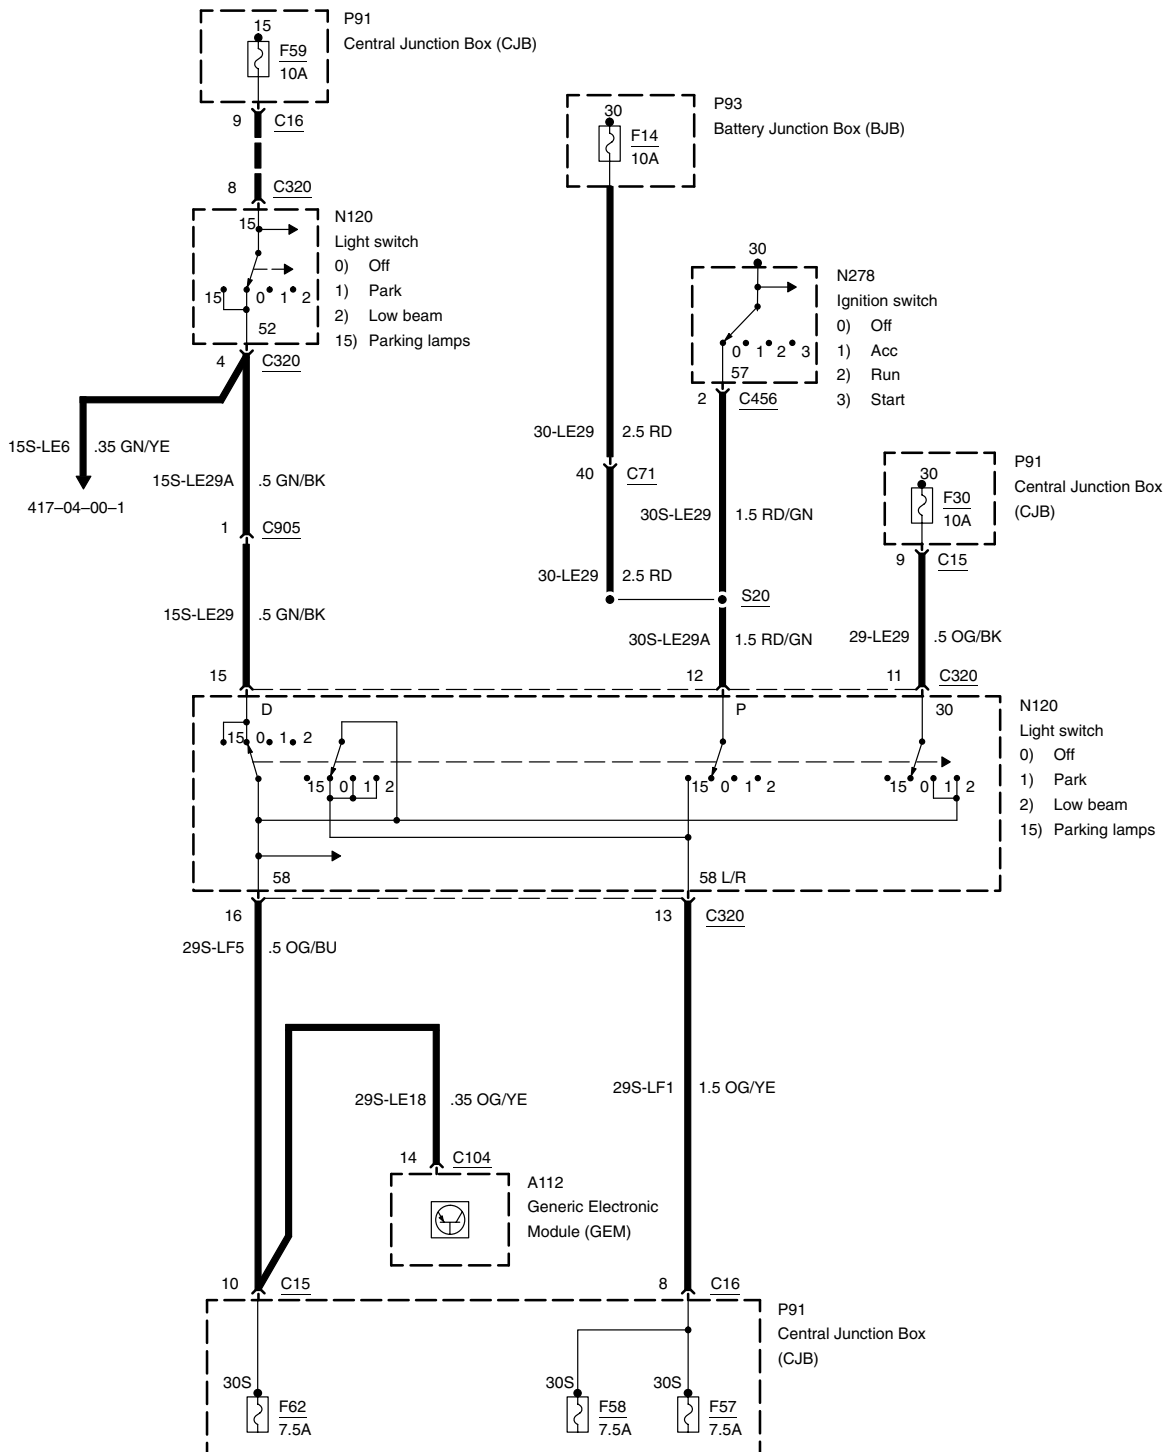 P91
Central Junction Box (CJB)
15
F59
10A
9 C16
8 C320
15
N120
Light switch
0) Off
1) Park
2) Low beam
15) Parking lamps
15 0 1 2
52
4 C320
15S-LE6 .35 GN/YE
417–04–00–1
15S-LE29A .5 GN/BK
1 C905
15S-LE29 .5 GN/BK
P93
Battery Junction Box (BJB)
30
F14
10A
30-LE29 2.5 RD
40 C71
30-LE29 2.5 RD
30
N278
Ignition switch
0) Off
1) Acc
2) Run
3) Start
0 1 2 3
57
2 C456
30S-LE29 1.5 RD/GN
S20
30S-LE29A 1.5 RD/GN
P91
Central Junction Box
(CJB)
30
F30
10A
9 C15
29-LE29 .5 OG/BK
15 12 11 C320
D P 30
N120
Light switch
0) Off
1) Park
2) Low beam
15) Parking lamps
15 0 1 2
15 0 1 2
15 0 1 2
15 0 1 2
58 58 L/R
16 13 C320
29S-LF5 .5 OG/BU
29S-LE18 .35 OG/YE
29S-LF1 1.5 OG/YE
14 C104
A112
Generic Electronic
Module (GEM)
10 C15
8 C16
P91
Central Junction Box
(CJB)
30S 30S 30S
F62 F58 F57
7.5A 7.5A 7.5A